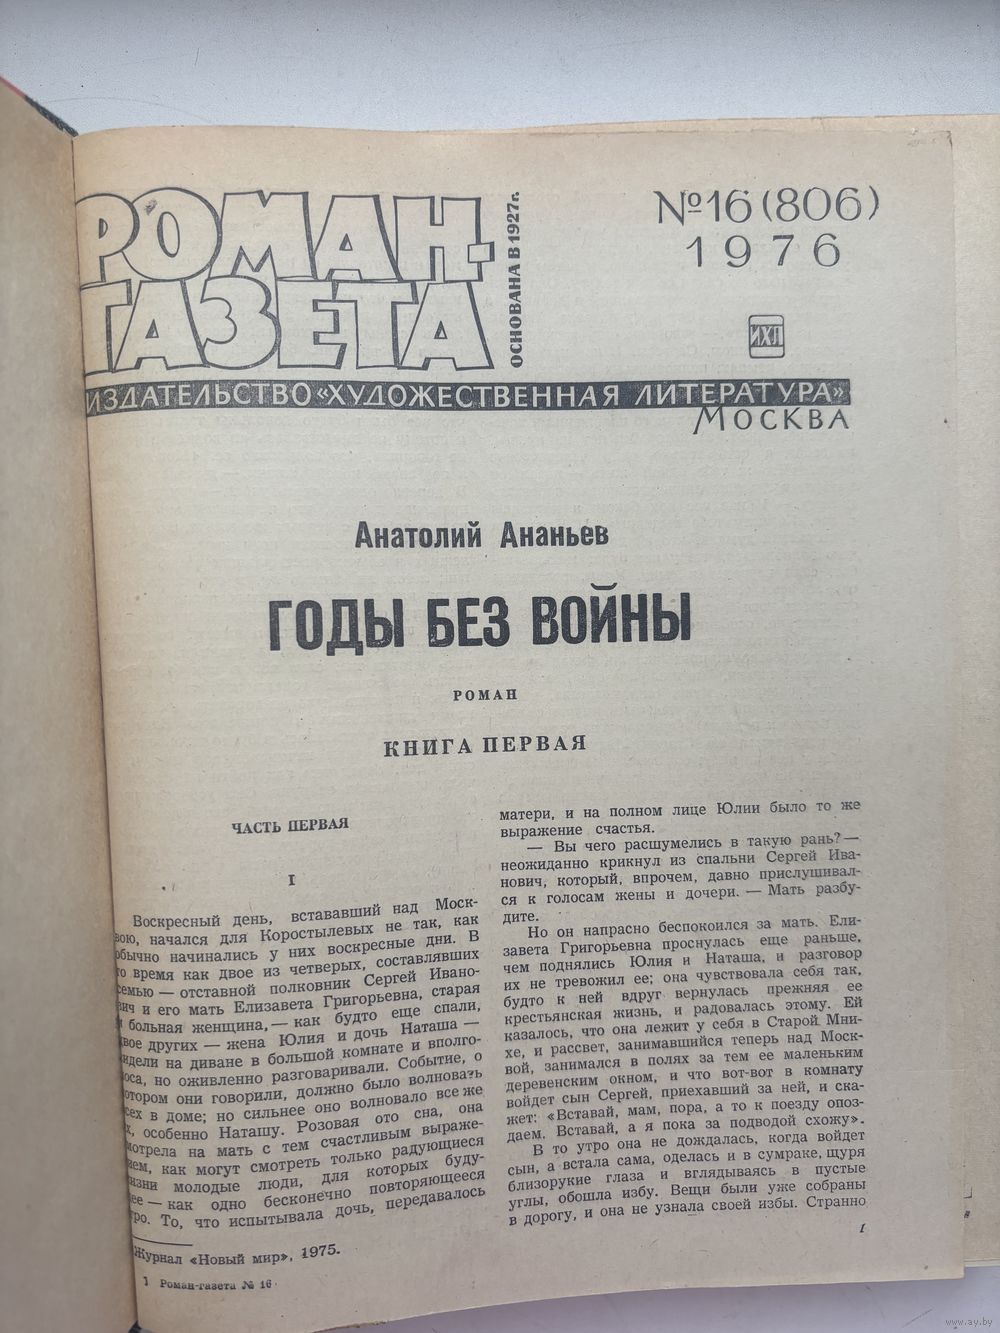 РОМАН-
ГАЗЕТА
ОСНОВАНА В 1927г.
№16(806)
1976
ИХЛ
ИЗДАТЕЛЬСТВО «ХУДОЖЕСТВЕННАЯ ЛИТЕРАТУРА»
МОСКВА
Анатолий Ананьев
ГОДЫ БЕЗ ВОЙНЫ
РОМАН
КНИГА ПЕРВАЯ
ЧАСТЬ ПЕРВАЯ
I
Воскресный день, встававший над Моск-
вою, начался для Коростылевых не так, как
обычно начинались у них воскресные дни. В
то время как двое из четверых, составлявших
семью — отставной полковник Сергей Ивано-
вич и его мать Елизавета Григорьевна, старая
и больная женщина, — как будто еще спали,
двое других — жена Юлия и дочь Наташа —
сидели на диване в большой комнате и вполго-
лоса, но оживленно разговаривали. Событие, о
котором они говорили, должно было волновать
всех в доме; но сильнее оно волновало все же
их, особенно Наташу. Розовая ото сна, она
смотрела на мать с тем счастливым выраже-
нием, как могут смотреть только радующиеся
жизни молодые люди, для которых буду-
щее — как одно бесконечно повторяющееся
утро. То, что испытывала дочь, передавалось
Журнал «Новый мир», 1975.
1 Роман-газета № 16
матери, и на полном лице Юлии было то же
выражение счастья.
— Вы чего расшумелись в такую рань? —
неожиданно крикнул из спальни Сергей Ива-
нович, который, впрочем, давно прислушивал-
ся к голосам жены и дочери. — Мать разбу-
дите.
Но он напрасно беспокоился за мать. Ели-
завета Григорьевна проснулась еще раньше,
чем поднялись Юлия и Наташа, и разговор
их не тревожил ее; она чувствовала себя так,
будто к ней вдруг вернулась прежняя ее
крестьянская жизнь, и радовалась этому. Ей
казалось, что она лежит у себя в Старой Мни-
хе, и рассвет, занимавшийся теперь над Моск-
вой, занимался в полях за тем ее маленьким
деревенским окном, и что вот-вот в комнату
войдет сын Сергей, приехавший за ней, и ска-
жет: «Вставай, мам, пора, а то к поезду опоз-
даем. Вставай, а я пока за подводой схожу».
В то утро она не дождалась, когда войдет
сын, а встала сама, оделась и в сумраке, щуря
близорукие глаза и вглядываясь в пустые
углы, обошла избу. Вещи были уже собраны
в дорогу, и она не узнала своей избы. Странно
1
www.ay.by